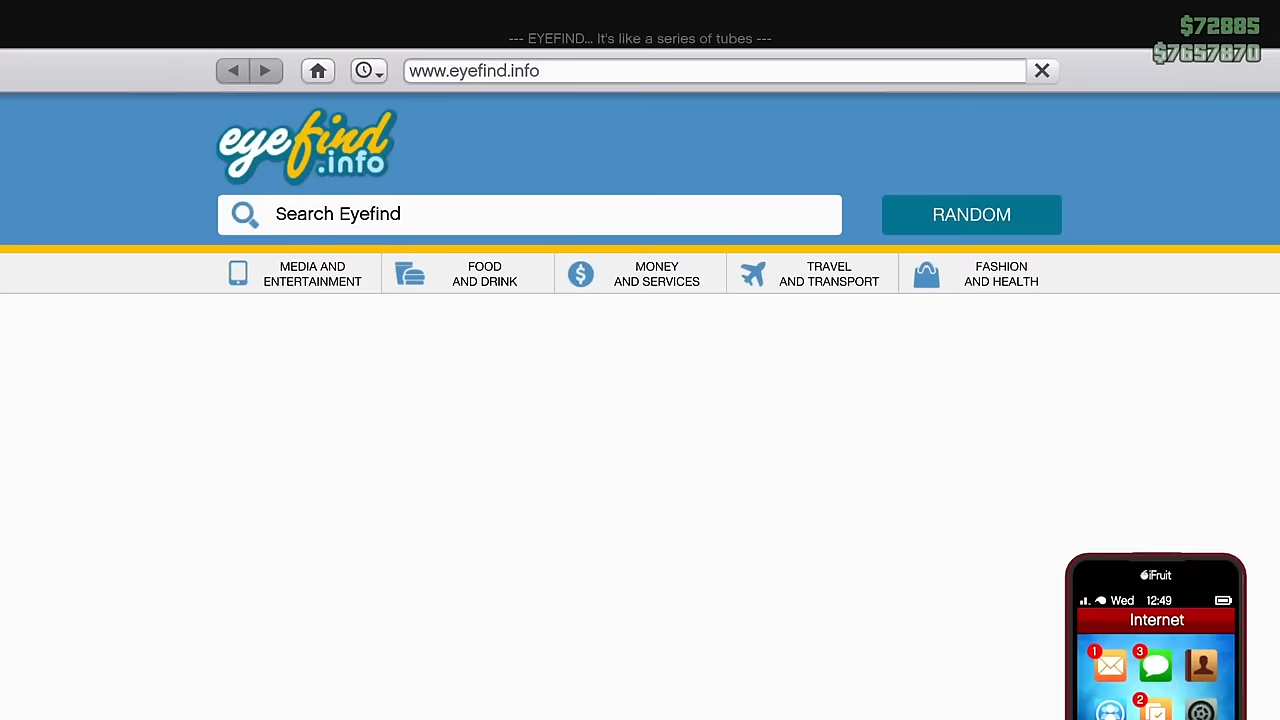 $72885
--- EYEFIND... It's like a series of tubes ---
$7657870
www.eyefind.info
eyefind
.info
Search Eyefind
RANDOM
MEDIA AND
ENTERTAINMENT
FOOD
AND DRINK
MONEY
AND SERVICES
TRAVEL
AND TRANSPORT
FASHION
AND HEALTH
iFruit
Wed 12:49
Internet
1
3
2